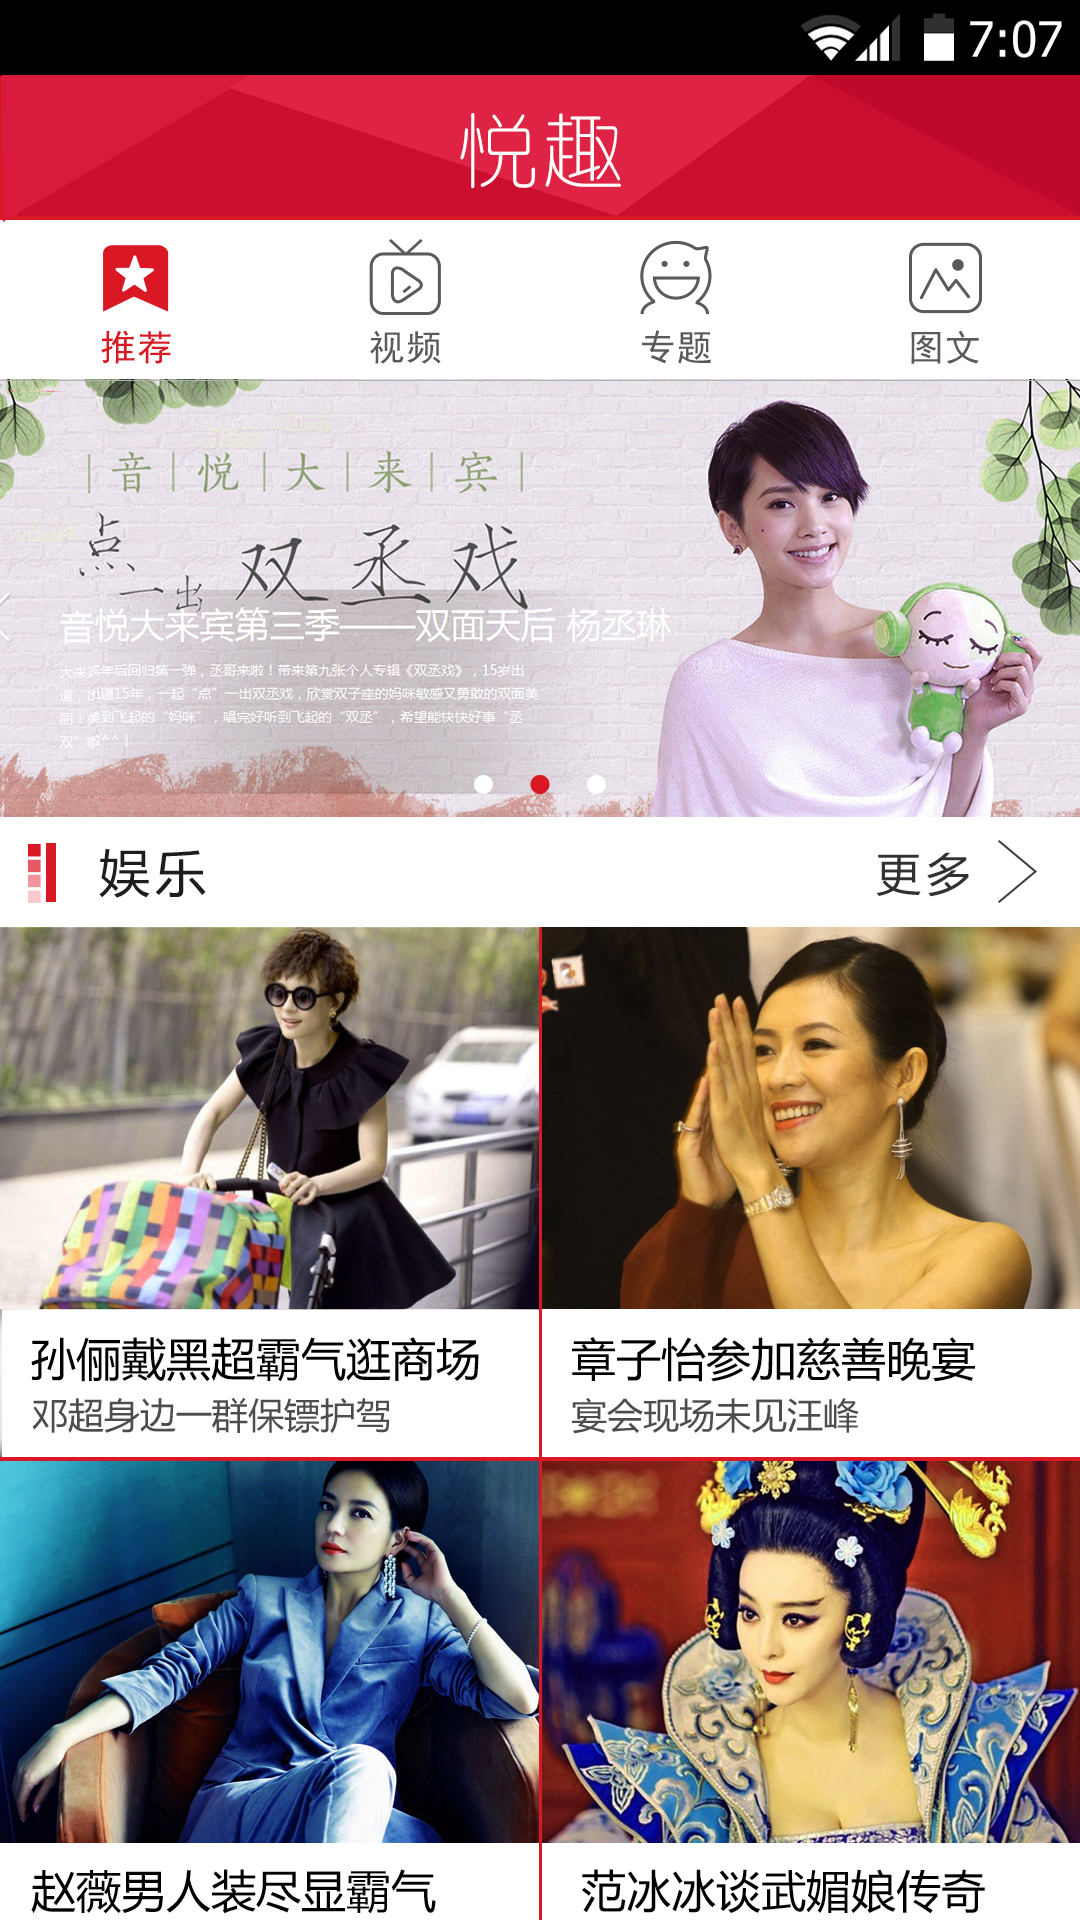 7:07
悦趣
推荐 视频 专题 图文
音悦大来宾
点一出 双丞戏
音悦大来宾第三季——双面天后 杨丞琳
大来宾年后回归第一弹，丞哥来啦！带来第九张个人专辑《双丞戏》，15岁出
道，出道15年，一起“点”一出双丞戏，欣赏双子座的妈咪敏感又勇敢的双面美
丽！美到飞起的“妈咪”，唱完好听到飞起的“双丞”，希望能快快好事“丞
双”啦^^！
娱乐 更多
孙俪戴黑超霸气逛商场
邓超身边一群保镖护驾
章子怡参加慈善晚宴
宴会现场未见汪峰
赵薇男人装尽显霸气
范冰冰谈武媚娘传奇